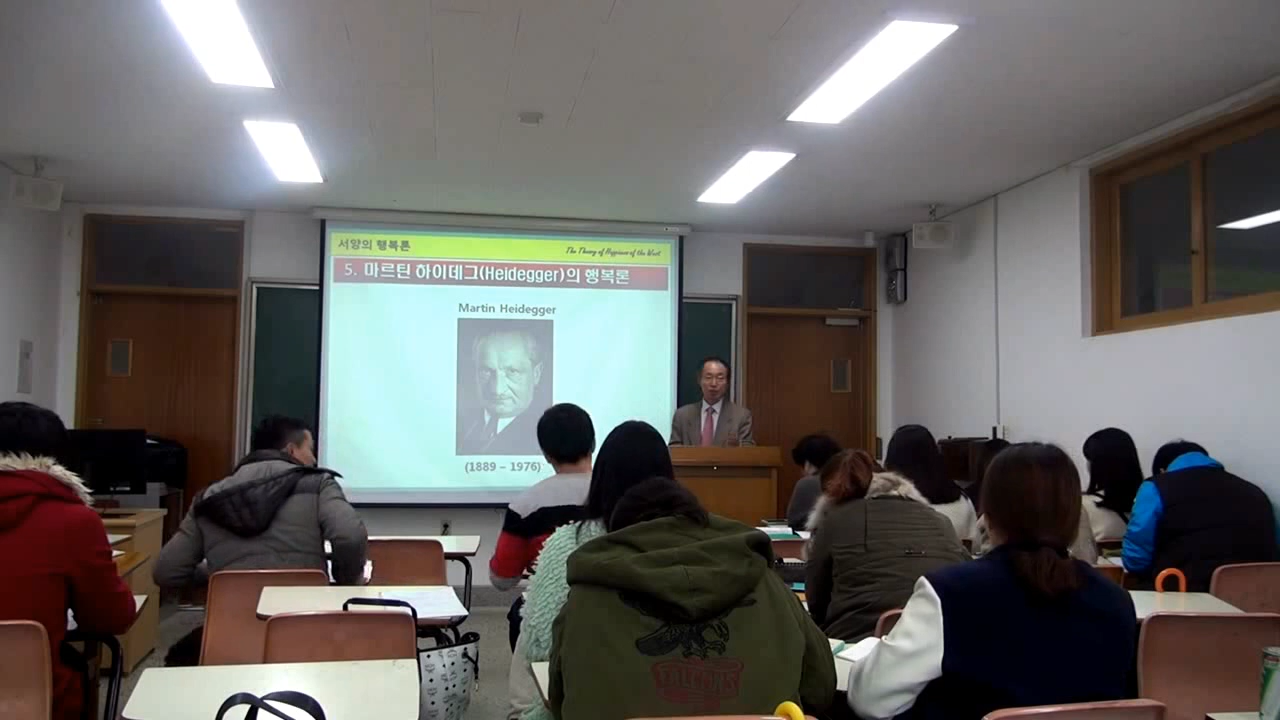 서양의 행복론
The Theory of Happiness of the West
5. 마르틴 하이데그(Heidegger)의 행복론
Martin Heidegger
(1889 – 1976)
FALCONS